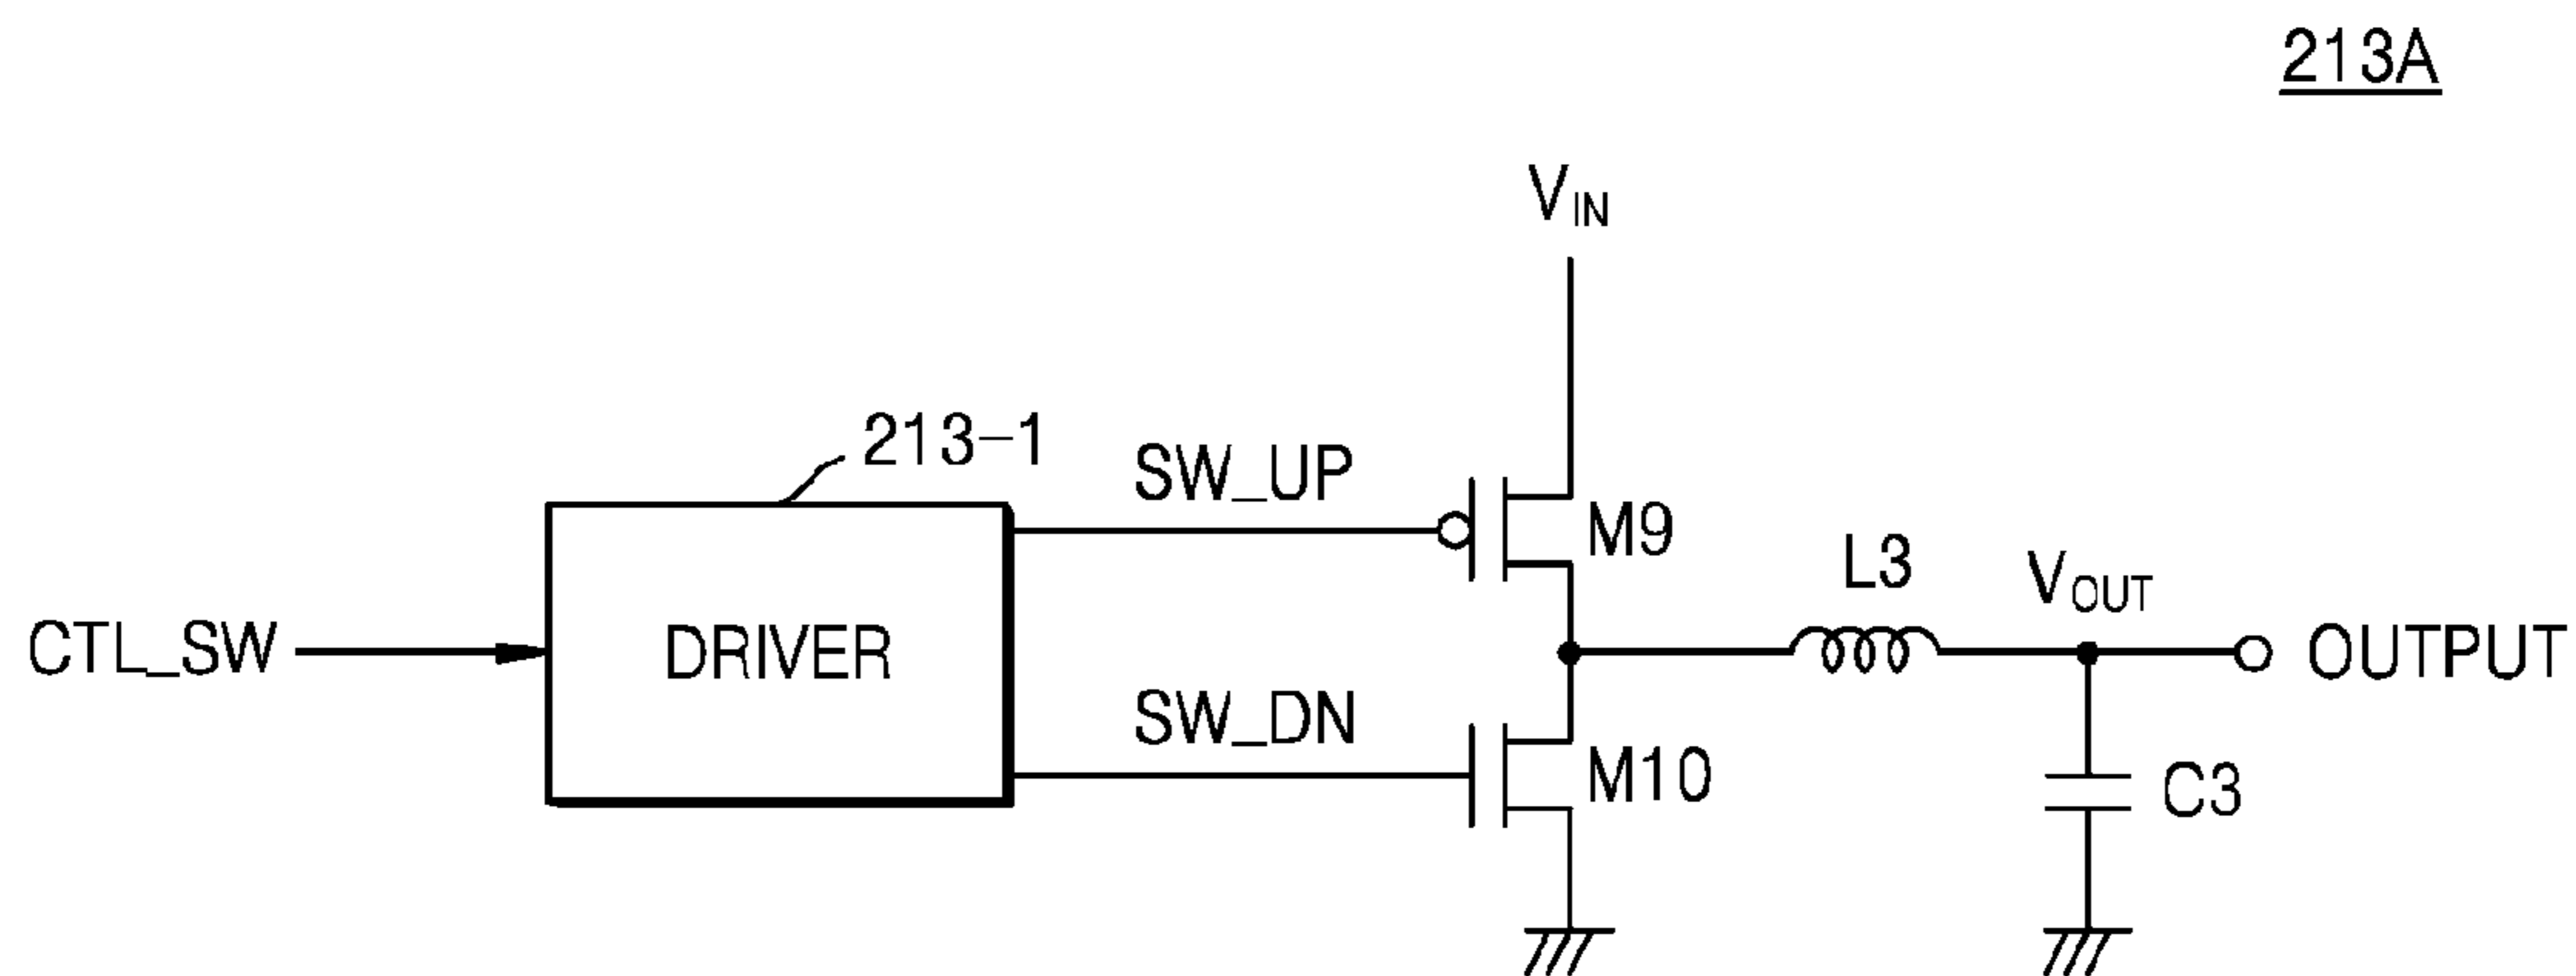 213A
VIN
213-1
SW_UP
M9
L3
VOUT
CTL_SW
DRIVER
OUTPUT
SW_DN
M10
C3